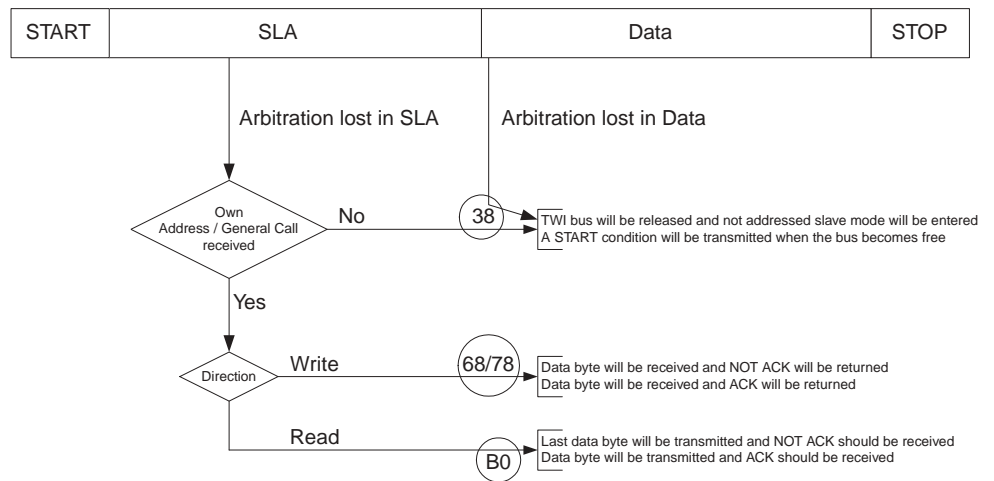 START SLA Data STOP
Arbitration lost in SLA Arbitration lost in Data
Own
Address / General Call
received
No
38
TWI bus will be released and not addressed slave mode will be entered
A START condition will be transmitted when the bus becomes free
Yes
Direction
Write
68/78
Data byte will be received and NOT ACK will be returned
Data byte will be received and ACK will be returned
Read
B0
Last data byte will be transmitted and NOT ACK should be received
Data byte will be transmitted and ACK should be received